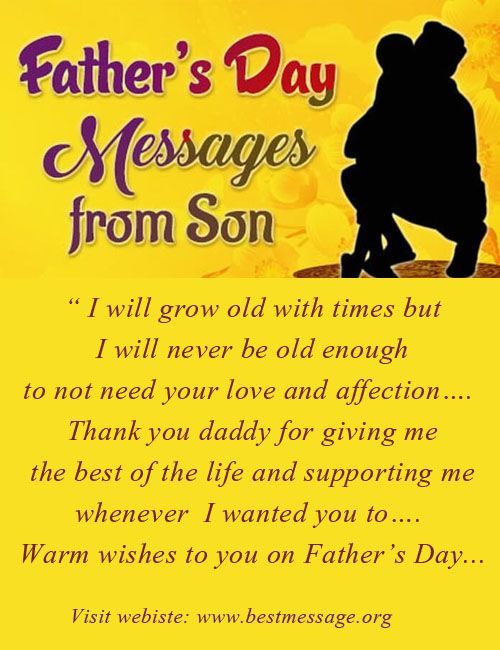 Father's Day
Messages
from Son
“ I will grow old with times but
I will never be old enough
to not need your love and affection….
Thank you daddy for giving me
the best of the life and supporting me
whenever I wanted you to….
Warm wishes to you on Father’s Day…
Visit webiste: www.bestmessage.org